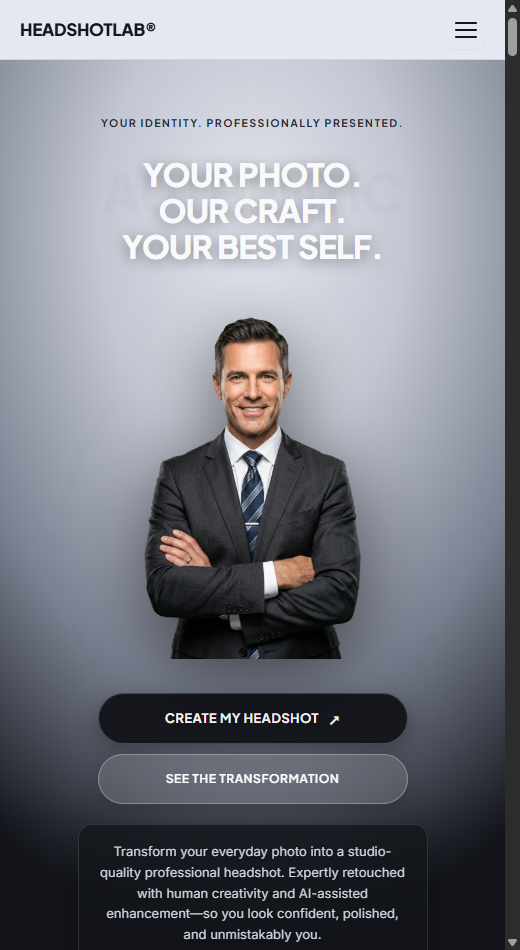 HEADSHOTLAB®
YOUR IDENTITY. PROFESSIONALLY PRESENTED.
YOUR PHOTO.
OUR CRAFT.
YOUR BEST SELF.
CREATE MY HEADSHOT ↗
SEE THE TRANSFORMATION
Transform your everyday photo into a studio-
quality professional headshot. Expertly retouched
with human creativity and AI-assisted
enhancement—so you look confident, polished,
and unmistakably you.